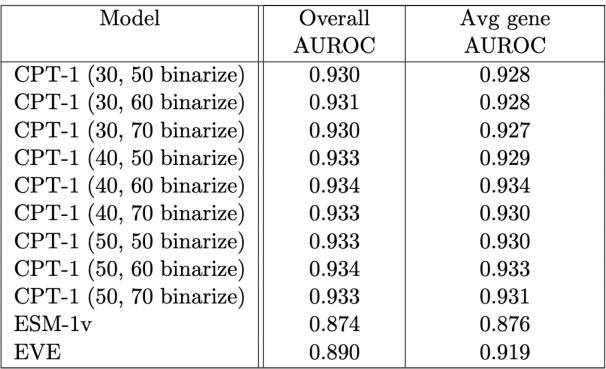 Model Overall Avg gene
AUROC AUROC
CPT-1 (30, 50 binarize) 0.930 0.928
CPT-1 (30, 60 binarize) 0.931 0.928
CPT-1 (30, 70 binarize) 0.930 0.927
CPT-1 (40, 50 binarize) 0.933 0.929
CPT-1 (40, 60 binarize) 0.934 0.934
CPT-1 (40, 70 binarize) 0.933 0.930
CPT-1 (50, 50 binarize) 0.933 0.930
CPT-1 (50, 60 binarize) 0.934 0.933
CPT-1 (50, 70 binarize) 0.933 0.931
ESM-1v 0.874 0.876
EVE 0.890 0.919